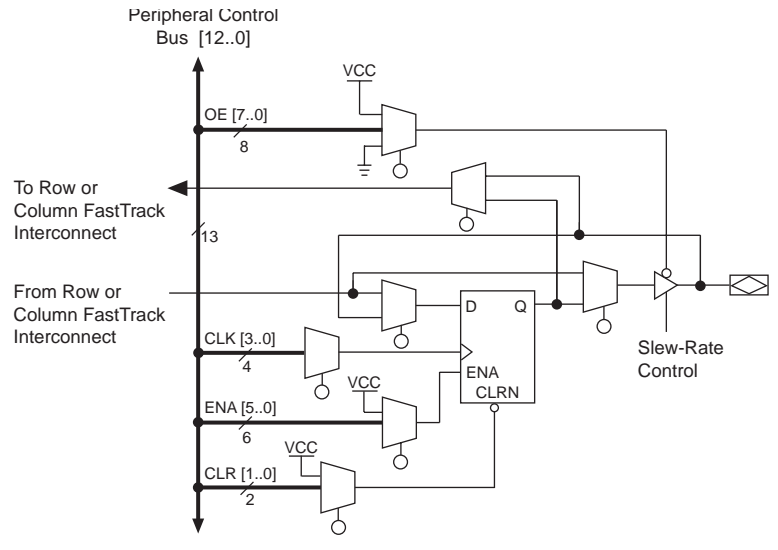 Peripheral Control
Bus [12..0]
VCC
OE [7..0]
8
To Row or
Column FastTrack
Interconnect
13
From Row or
Column FastTrack
Interconnect
D
Q
ENA
CLRN
CLK [3..0]
4
Slew-Rate
Control
VCC
ENA [5..0]
6
VCC
CLR [1..0]
2